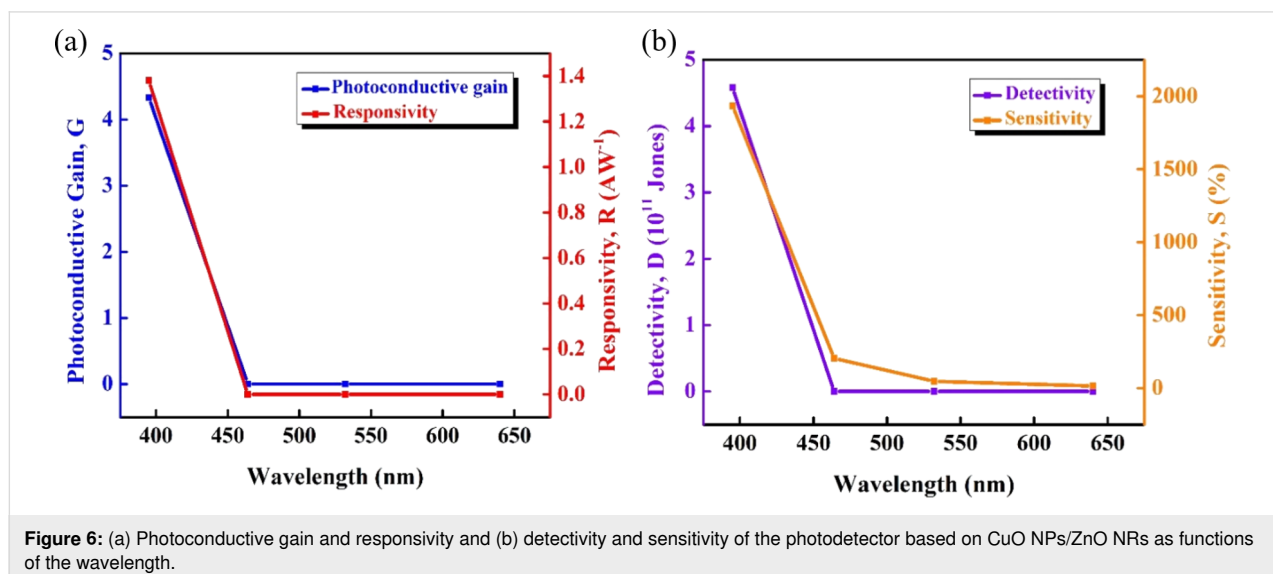 (a)
5
4
3
2
1
0
Photoconductive Gain, G
Photoconductive gain
Responsivity
1.4
1.2
1.0
0.8
0.6
0.4
0.2
0.0
Responsivity, R (AW⁻¹)
400 450 500 550 600 650
Wavelength (nm)
(b)
5
4
3
2
1
0
Detectivity, D (10¹¹ Jones)
Detectivity
Sensitivity
2000
1500
1000
500
0
Sensitivity, S (%)
400 450 500 550 600 650
Wavelength (nm)
Figure 6: (a) Photoconductive gain and responsivity and (b) detectivity and sensitivity of the photodetector based on CuO NPs/ZnO NRs as functions
of the wavelength.